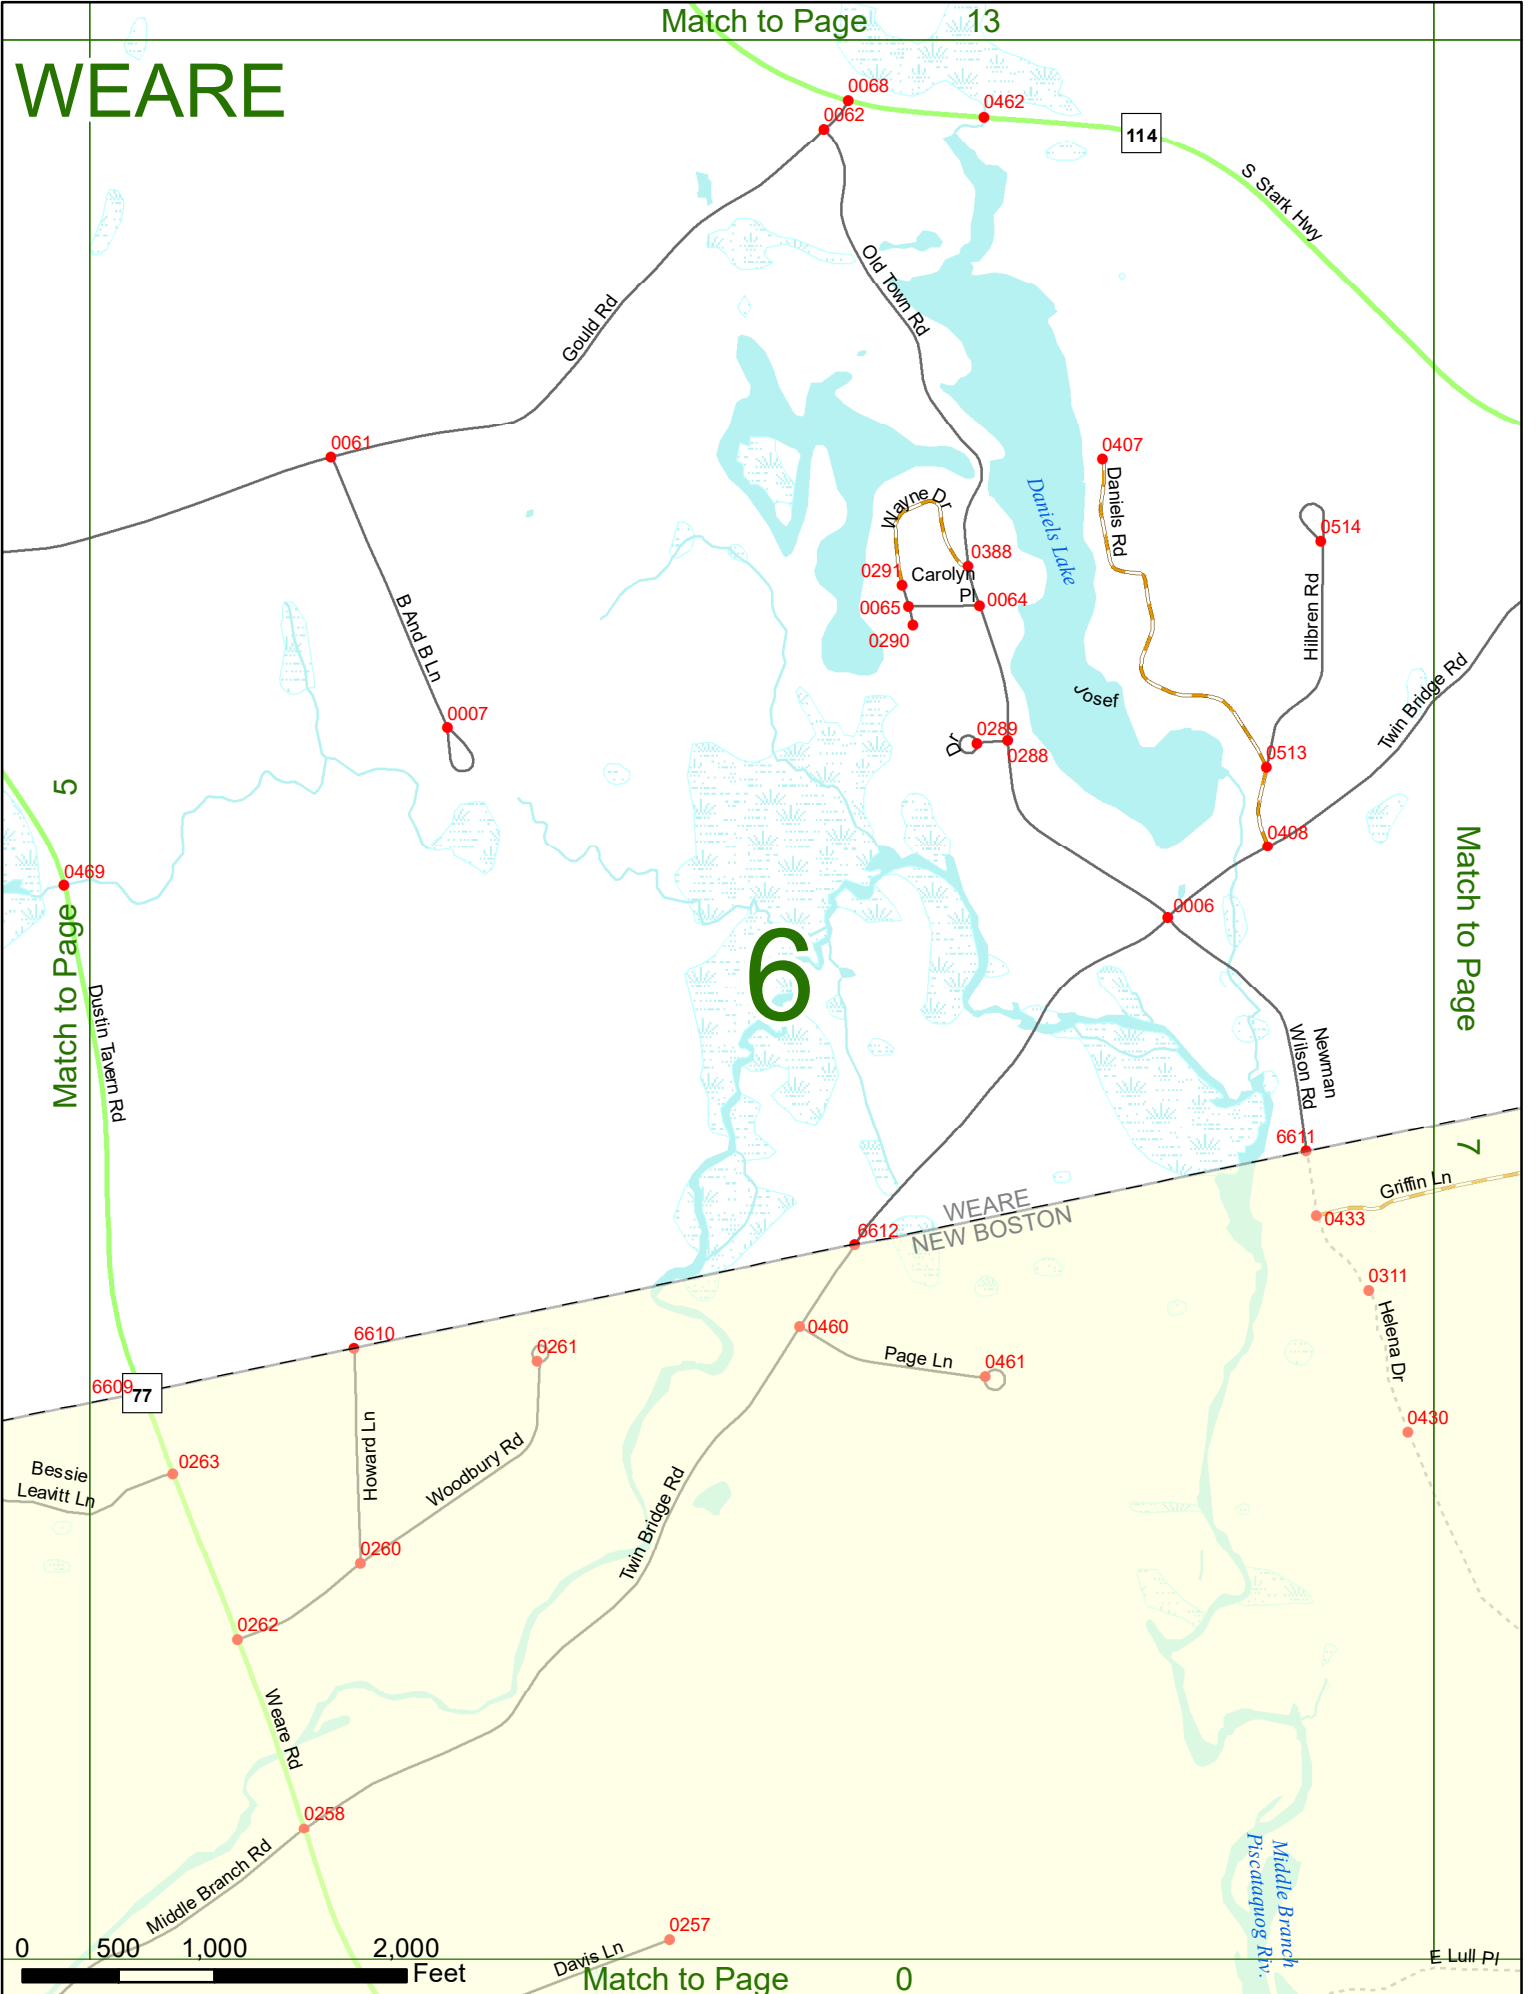 Match to Page 13
WEARE
0068
0462
0062
114
S Stark Hwy
Old Town Rd
Gould Rd
0061
0407
Daniels Rd
Daniels Lake
Wayne Dr
0514
0388
0291
Carolyn
Pl
0064
0065
0290
Hilbren Rd
B And B Ln
Twin Bridge Rd
Josef
0007
0289
Dr
0288
0513
5
Match to Page
0408
0469
Match to Page
7
0006
6
Dustin Tavern Rd
Newman
Wilson Rd
6611
Griffin Ln
WEARE
NEW BOSTON
0433
6612
0311
0460
Helena Dr
6610
0261
Page Ln
0461
6609
77
0430
Howard Ln
Woodbury Rd
0263
Bessie
Leavitt Ln
Twin Bridge Rd
0260
0262
Weare Rd
0258
Middle Branch Rd
Middle Branch
Piscataquog Riv.
0257
Davis Ln
E Lull Pl
0 500 1,000 2,000
Feet
Match to Page 0